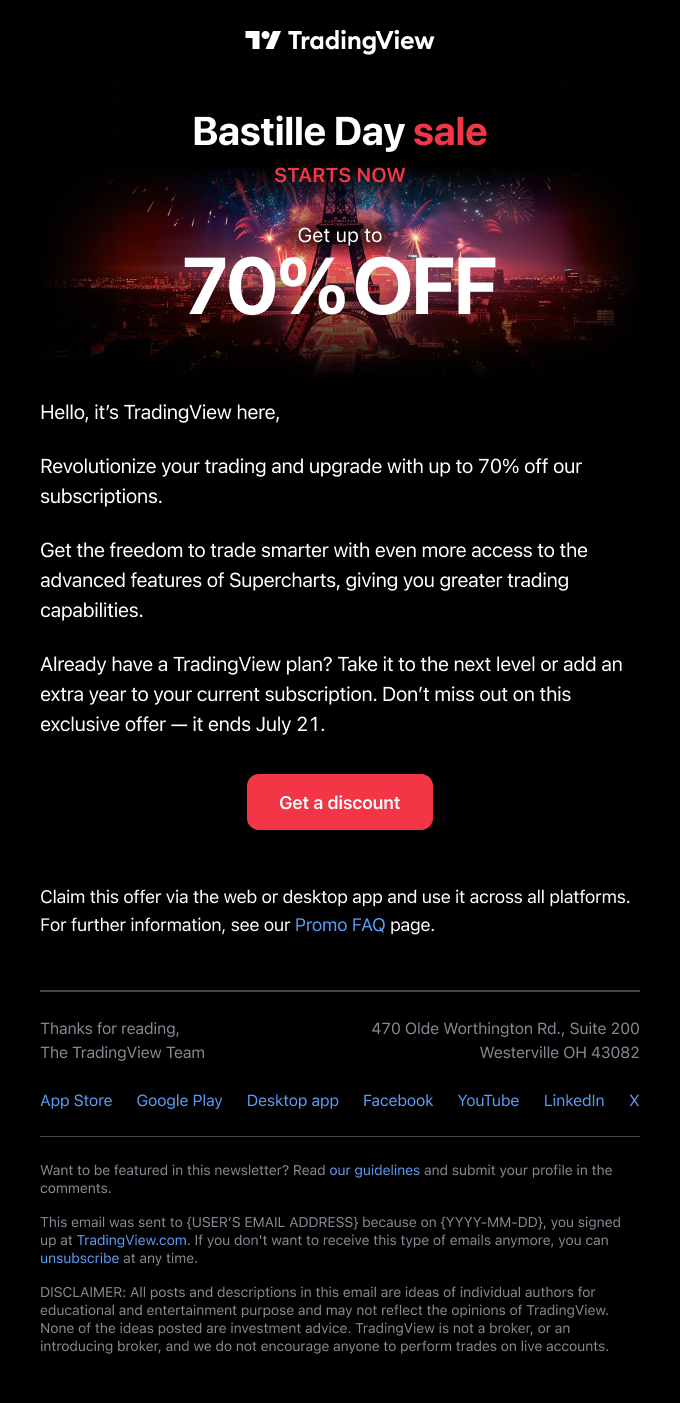 TradingView
Bastille Day sale
STARTS NOW
Get up to
70% OFF
Hello, it’s TradingView here,
Revolutionize your trading and upgrade with up to 70% off our
subscriptions.
Get the freedom to trade smarter with even more access to the
advanced features of Supercharts, giving you greater trading
capabilities.
Already have a TradingView plan? Take it to the next level or add an
extra year to your current subscription. Don’t miss out on this
exclusive offer — it ends July 21.
Get a discount
Claim this offer via the web or desktop app and use it across all platforms.
For further information, see our Promo FAQ page.
Thanks for reading,
The TradingView Team
470 Olde Worthington Rd., Suite 200
Westerville OH 43082
App Store Google Play Desktop app Facebook YouTube LinkedIn X
Want to be featured in this newsletter? Read our guidelines and submit your profile in the
comments.
This email was sent to {USER’S EMAIL ADDRESS} because on {YYYY-MM-DD}, you signed
up at TradingView.com. If you don't want to receive this type of emails anymore, you can
unsubscribe at any time.
DISCLAIMER: All posts and descriptions in this email are ideas of individual authors for
educational and entertainment purpose and may not reflect the opinions of TradingView.
None of the ideas posted are investment advice. TradingView is not a broker, or an
introducing broker, and we do not encourage anyone to perform trades on live accounts.